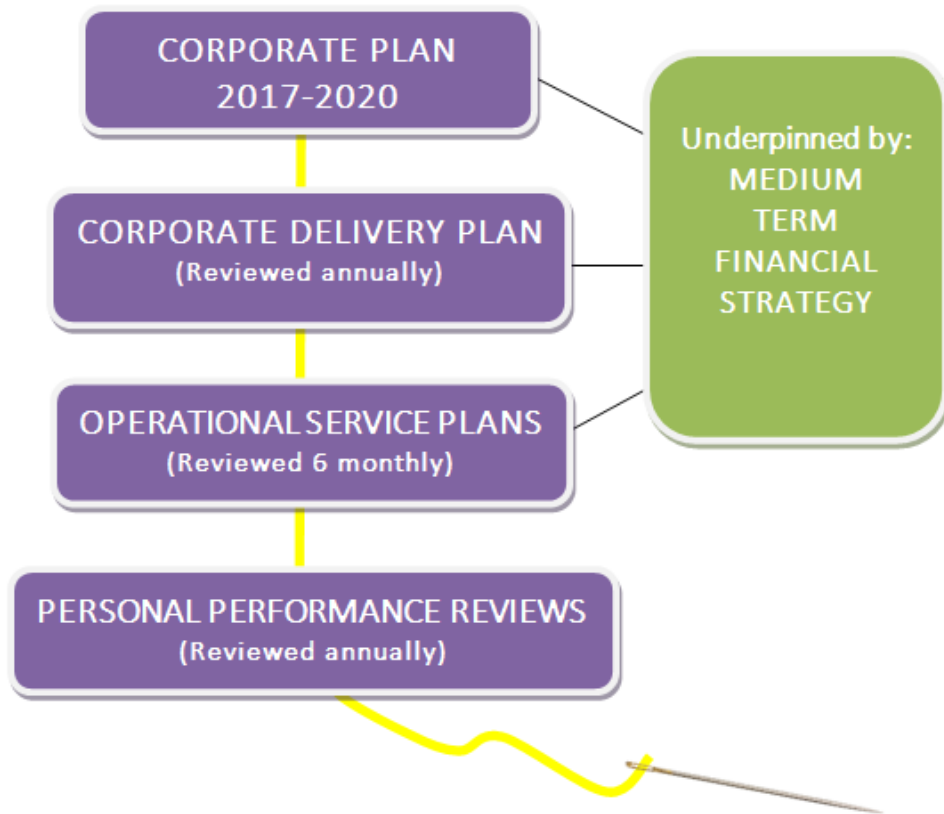 CORPORATE PLAN
2017-2020
CORPORATE DELIVERY PLAN
(Reviewed annually)
OPERATIONAL SERVICE PLANS
(Reviewed 6 monthly)
PERSONAL PERFORMANCE REVIEWS
(Reviewed annually)
Underpinned by:
MEDIUM
TERM
FINANCIAL
STRATEGY